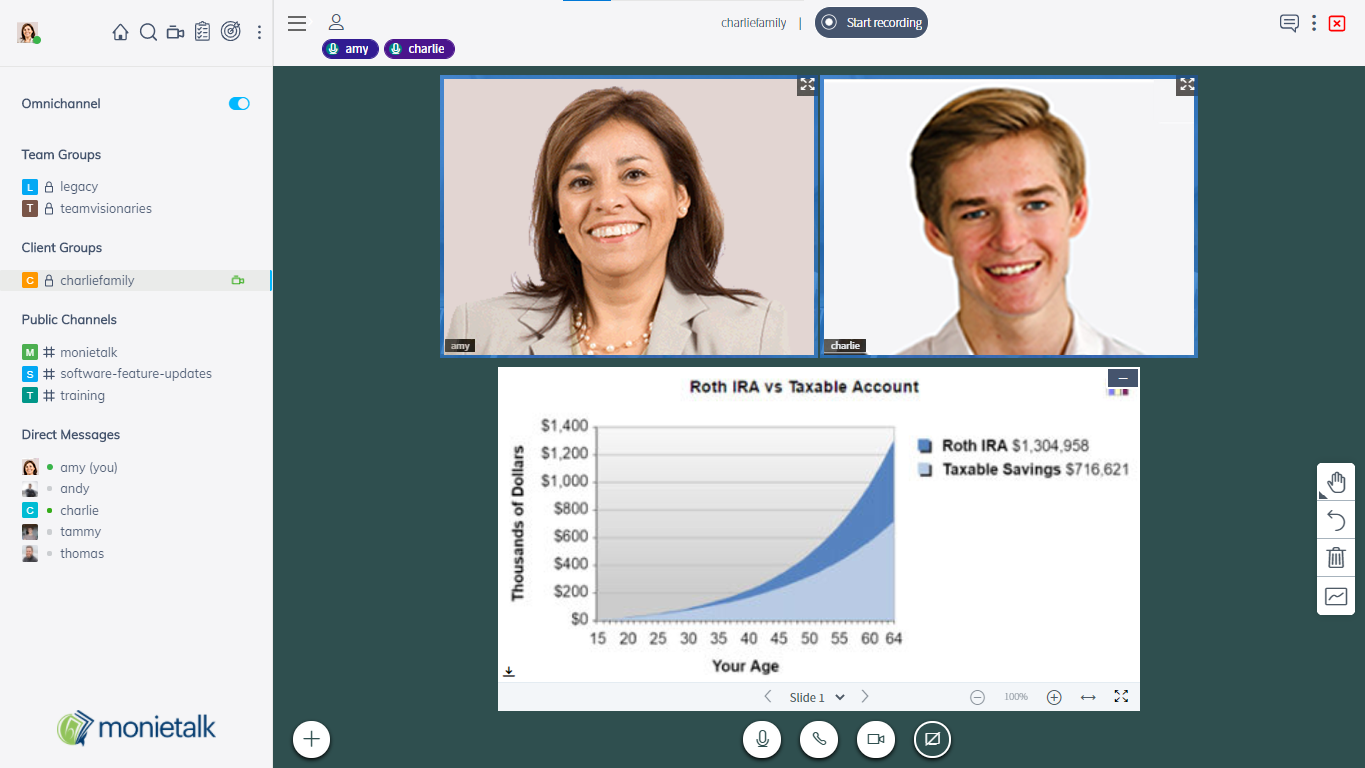 Omnichannel
Team Groups
L legacy
T teamvisionaries
Client Groups
C charliefamily
Public Channels
M # monietalk
S # software-feature-updates
T # training
Direct Messages
amy (you)
andy
C charlie
tammy
thomas
monietalk
charliefamily | Start recording
amy charlie
amy
charlie
Roth IRA vs Taxable Account
Thousands of Dollars
$1,400
$1,200
$1,000
$800
$600
$400
$200
$0
15 20 25 30 35 40 45 50 55 60 64
Your Age
Roth IRA $1,304,958
Taxable Savings $716,621
Slide 1
100%